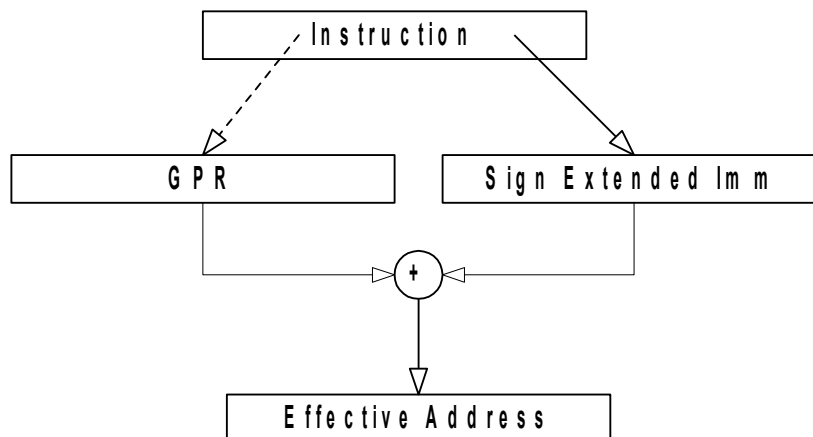 Instruction
GPR
Sign Extended Imm
+
Effective Address